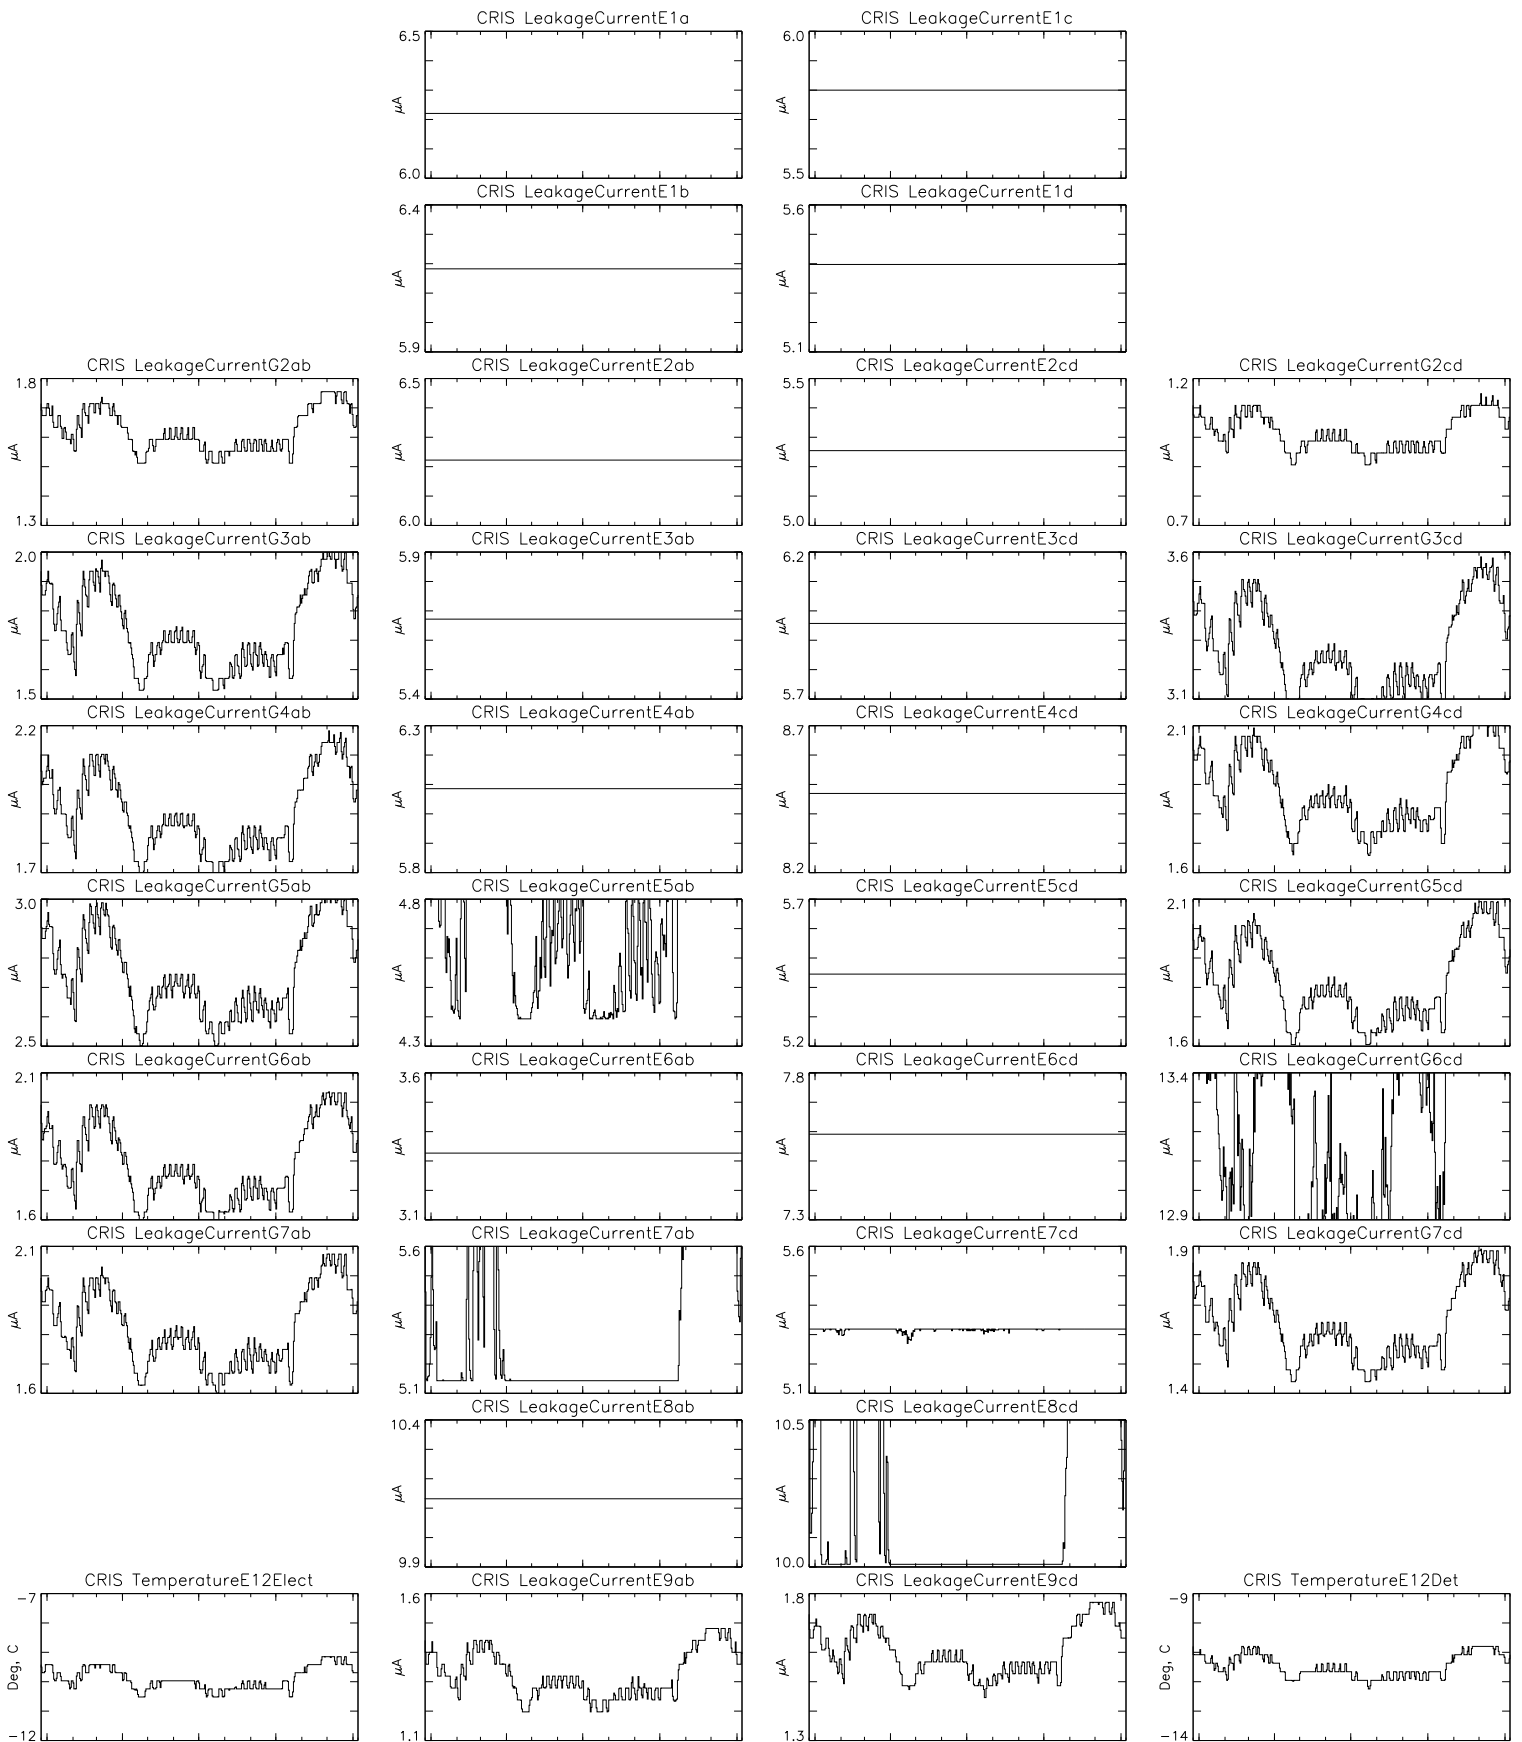 CRIS LeakageCurrentE1a CRIS LeakageCurrentE1c
6.5 6.0
μA μA
6.0 5.5
CRIS LeakageCurrentE1b CRIS LeakageCurrentE1d
6.4 5.6
μA μA
5.9 5.1
CRIS LeakageCurrentG2ab CRIS LeakageCurrentE2ab CRIS LeakageCurrentE2cd CRIS LeakageCurrentG2cd
1.8 6.5 5.5 1.2
μA μA μA μA
1.3 6.0 5.0 0.7
CRIS LeakageCurrentG3ab CRIS LeakageCurrentE3ab CRIS LeakageCurrentE3cd CRIS LeakageCurrentG3cd
2.0 5.9 6.2 3.6
μA μA μA μA
1.5 5.4 5.7 3.1
CRIS LeakageCurrentG4ab CRIS LeakageCurrentE4ab CRIS LeakageCurrentE4cd CRIS LeakageCurrentG4cd
2.2 6.3 8.7 2.1
μA μA μA μA
1.7 5.8 8.2 1.6
CRIS LeakageCurrentG5ab CRIS LeakageCurrentE5ab CRIS LeakageCurrentE5cd CRIS LeakageCurrentG5cd
3.0 4.8 5.7 2.1
μA μA μA μA
2.5 4.3 5.2 1.6
CRIS LeakageCurrentG6ab CRIS LeakageCurrentE6ab CRIS LeakageCurrentE6cd CRIS LeakageCurrentG6cd
2.1 3.6 7.8 13.4
μA μA μA μA
1.6 3.1 7.3 12.9
CRIS LeakageCurrentG7ab CRIS LeakageCurrentE7ab CRIS LeakageCurrentE7cd CRIS LeakageCurrentG7cd
2.1 5.6 5.6 1.9
μA μA μA μA
1.6 5.1 5.1 1.4
CRIS LeakageCurrentE8ab CRIS LeakageCurrentE8cd
10.4 10.5
μA μA
9.9 10.0
CRIS TemperatureE12Elect CRIS LeakageCurrentE9ab CRIS LeakageCurrentE9cd CRIS TemperatureE12Det
−7 1.6 1.8 −9
Deg, C μA μA Deg, C
−12 1.1 1.3 −14